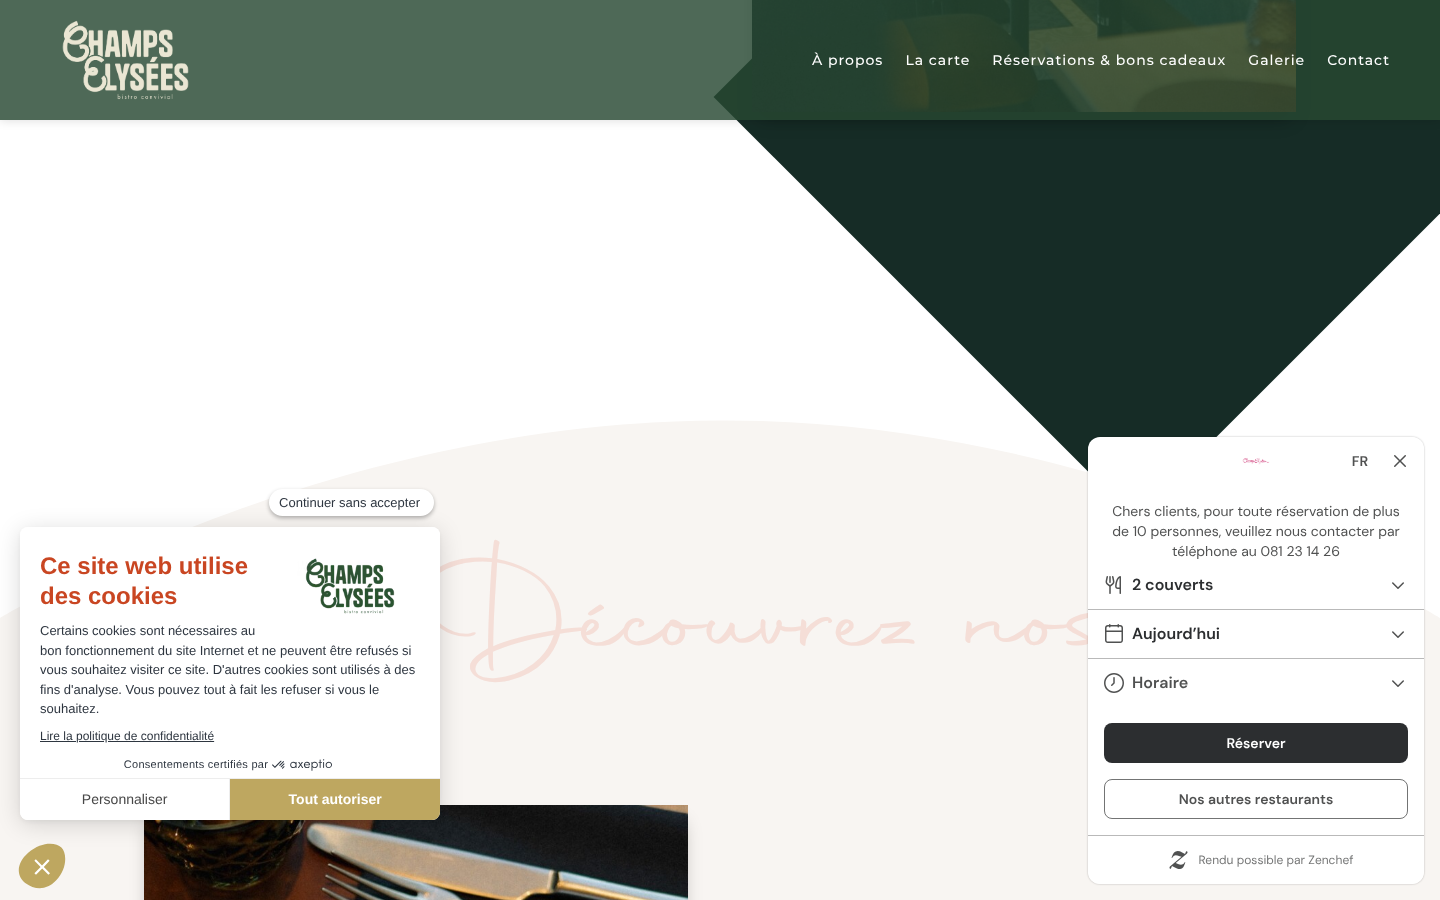 CHAMPS
ELYSÉES
bistro convivial
À propos
La carte
Réservations & bons cadeaux
Galerie
Contact
Découvrez nos
Continuer sans accepter
Ce site web utilise
des cookies
CHAMPS
ELYSÉES
bistro convivial
Certains cookies sont nécessaires au
bon fonctionnement du site Internet et ne peuvent être refusés si
vous souhaitez visiter ce site. D'autres cookies sont utilisés à des
fins d'analyse. Vous pouvez tout à fait les refuser si vous le
souhaitez.
Lire la politique de confidentialité
Consentements certifiés par axeptio
Personnaliser
Tout autoriser
FR
Chers clients, pour toute réservation de plus
de 10 personnes, veuillez nous contacter par
téléphone au 081 23 14 26
2 couverts
Aujourd’hui
Horaire
Réserver
Nos autres restaurants
Rendu possible par Zenchef